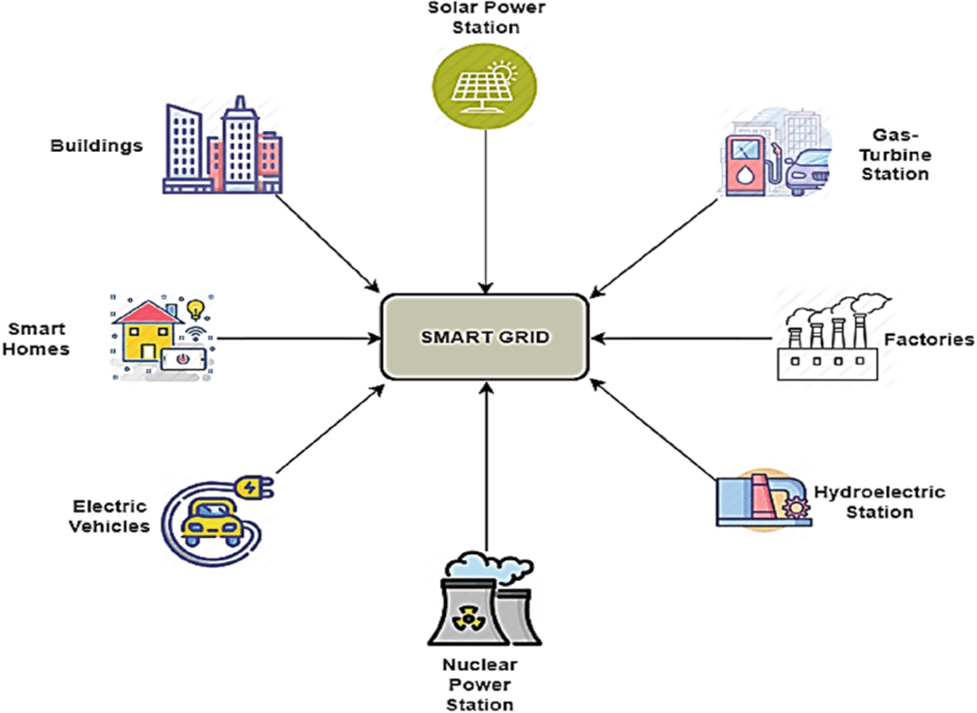 Solar Power
Station
Buildings
Gas-
Turbine
Station
Smart
Homes
SMART GRID
Factories
Electric
Vehicles
Hydroelectric
Station
Nuclear
Power
Station